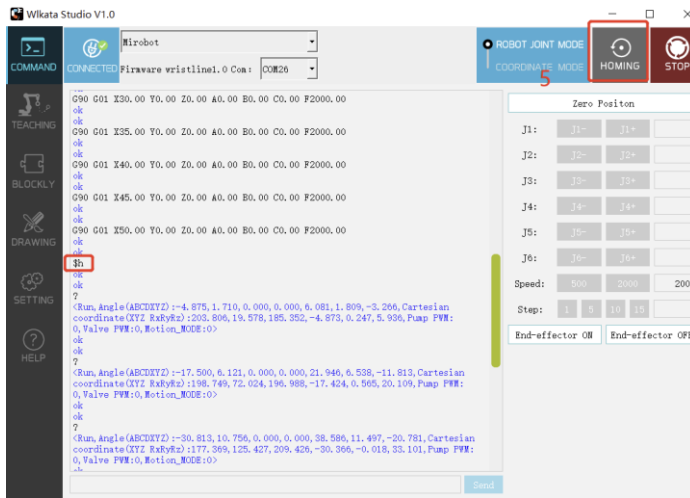 Wlkata Studio V1.0
COMMAND
TEACHING
BLOCKLY
DRAWING
SETTING
HELP
CONNECTED
Mirobot
Firmware wristline1.0 Com: COM26
ROBOT JOINT MODE
COORDINATE MODE
5
HOMING
STOP
G90 G01 X30.00 Y0.00 Z0.00 A0.00 B0.00 C0.00 F2000.00
ok
ok
G90 G01 X35.00 Y0.00 Z0.00 A0.00 B0.00 C0.00 F2000.00
ok
ok
G90 G01 X40.00 Y0.00 Z0.00 A0.00 B0.00 C0.00 F2000.00
ok
ok
G90 G01 X45.00 Y0.00 Z0.00 A0.00 B0.00 C0.00 F2000.00
ok
ok
G90 G01 X50.00 Y0.00 Z0.00 A0.00 B0.00 C0.00 F2000.00
ok
ok
$h
ok
ok
?
<Run,Angle(ABCDXYZ):-4.875,1.710,0.000,0.000,6.081,1.809,-3.266,Cartesian
coordinate(XYZ RxRyRz):203.806,19.578,185.352,-4.873,0.247,5.936,Pump PWM:
0,Valve PWM:0,Motion_MODE:0>
ok
ok
?
<Run,Angle(ABCDXYZ):-17.500,6.121,0.000,0.000,21.946,6.538,-11.813,Cartesian
coordinate(XYZ RxRyRz):198.749,72.024,196.988,-17.424,0.565,20.109,Pump PWM:
0,Valve PWM:0,Motion_MODE:0>
ok
ok
?
<Run,Angle(ABCDXYZ):-30.813,10.756,0.000,0.000,38.586,11.497,-20.781,Cartesian
coordinate(XYZ RxRyRz):177.369,125.427,209.426,-30.366,-0.018,33.101,Pump PWM:
0,Valve PWM:0,Motion_MODE:0>
Send
Zero Positon
J1: J1- J1+
J2: J2- J2+
J3: J3- J3+
J4: J4- J4+
J5: J5- J5+
J6: J6- J6+
Speed: 500 2000 200
Step: 1 5 10 15
End-effector ON End-effector OFF